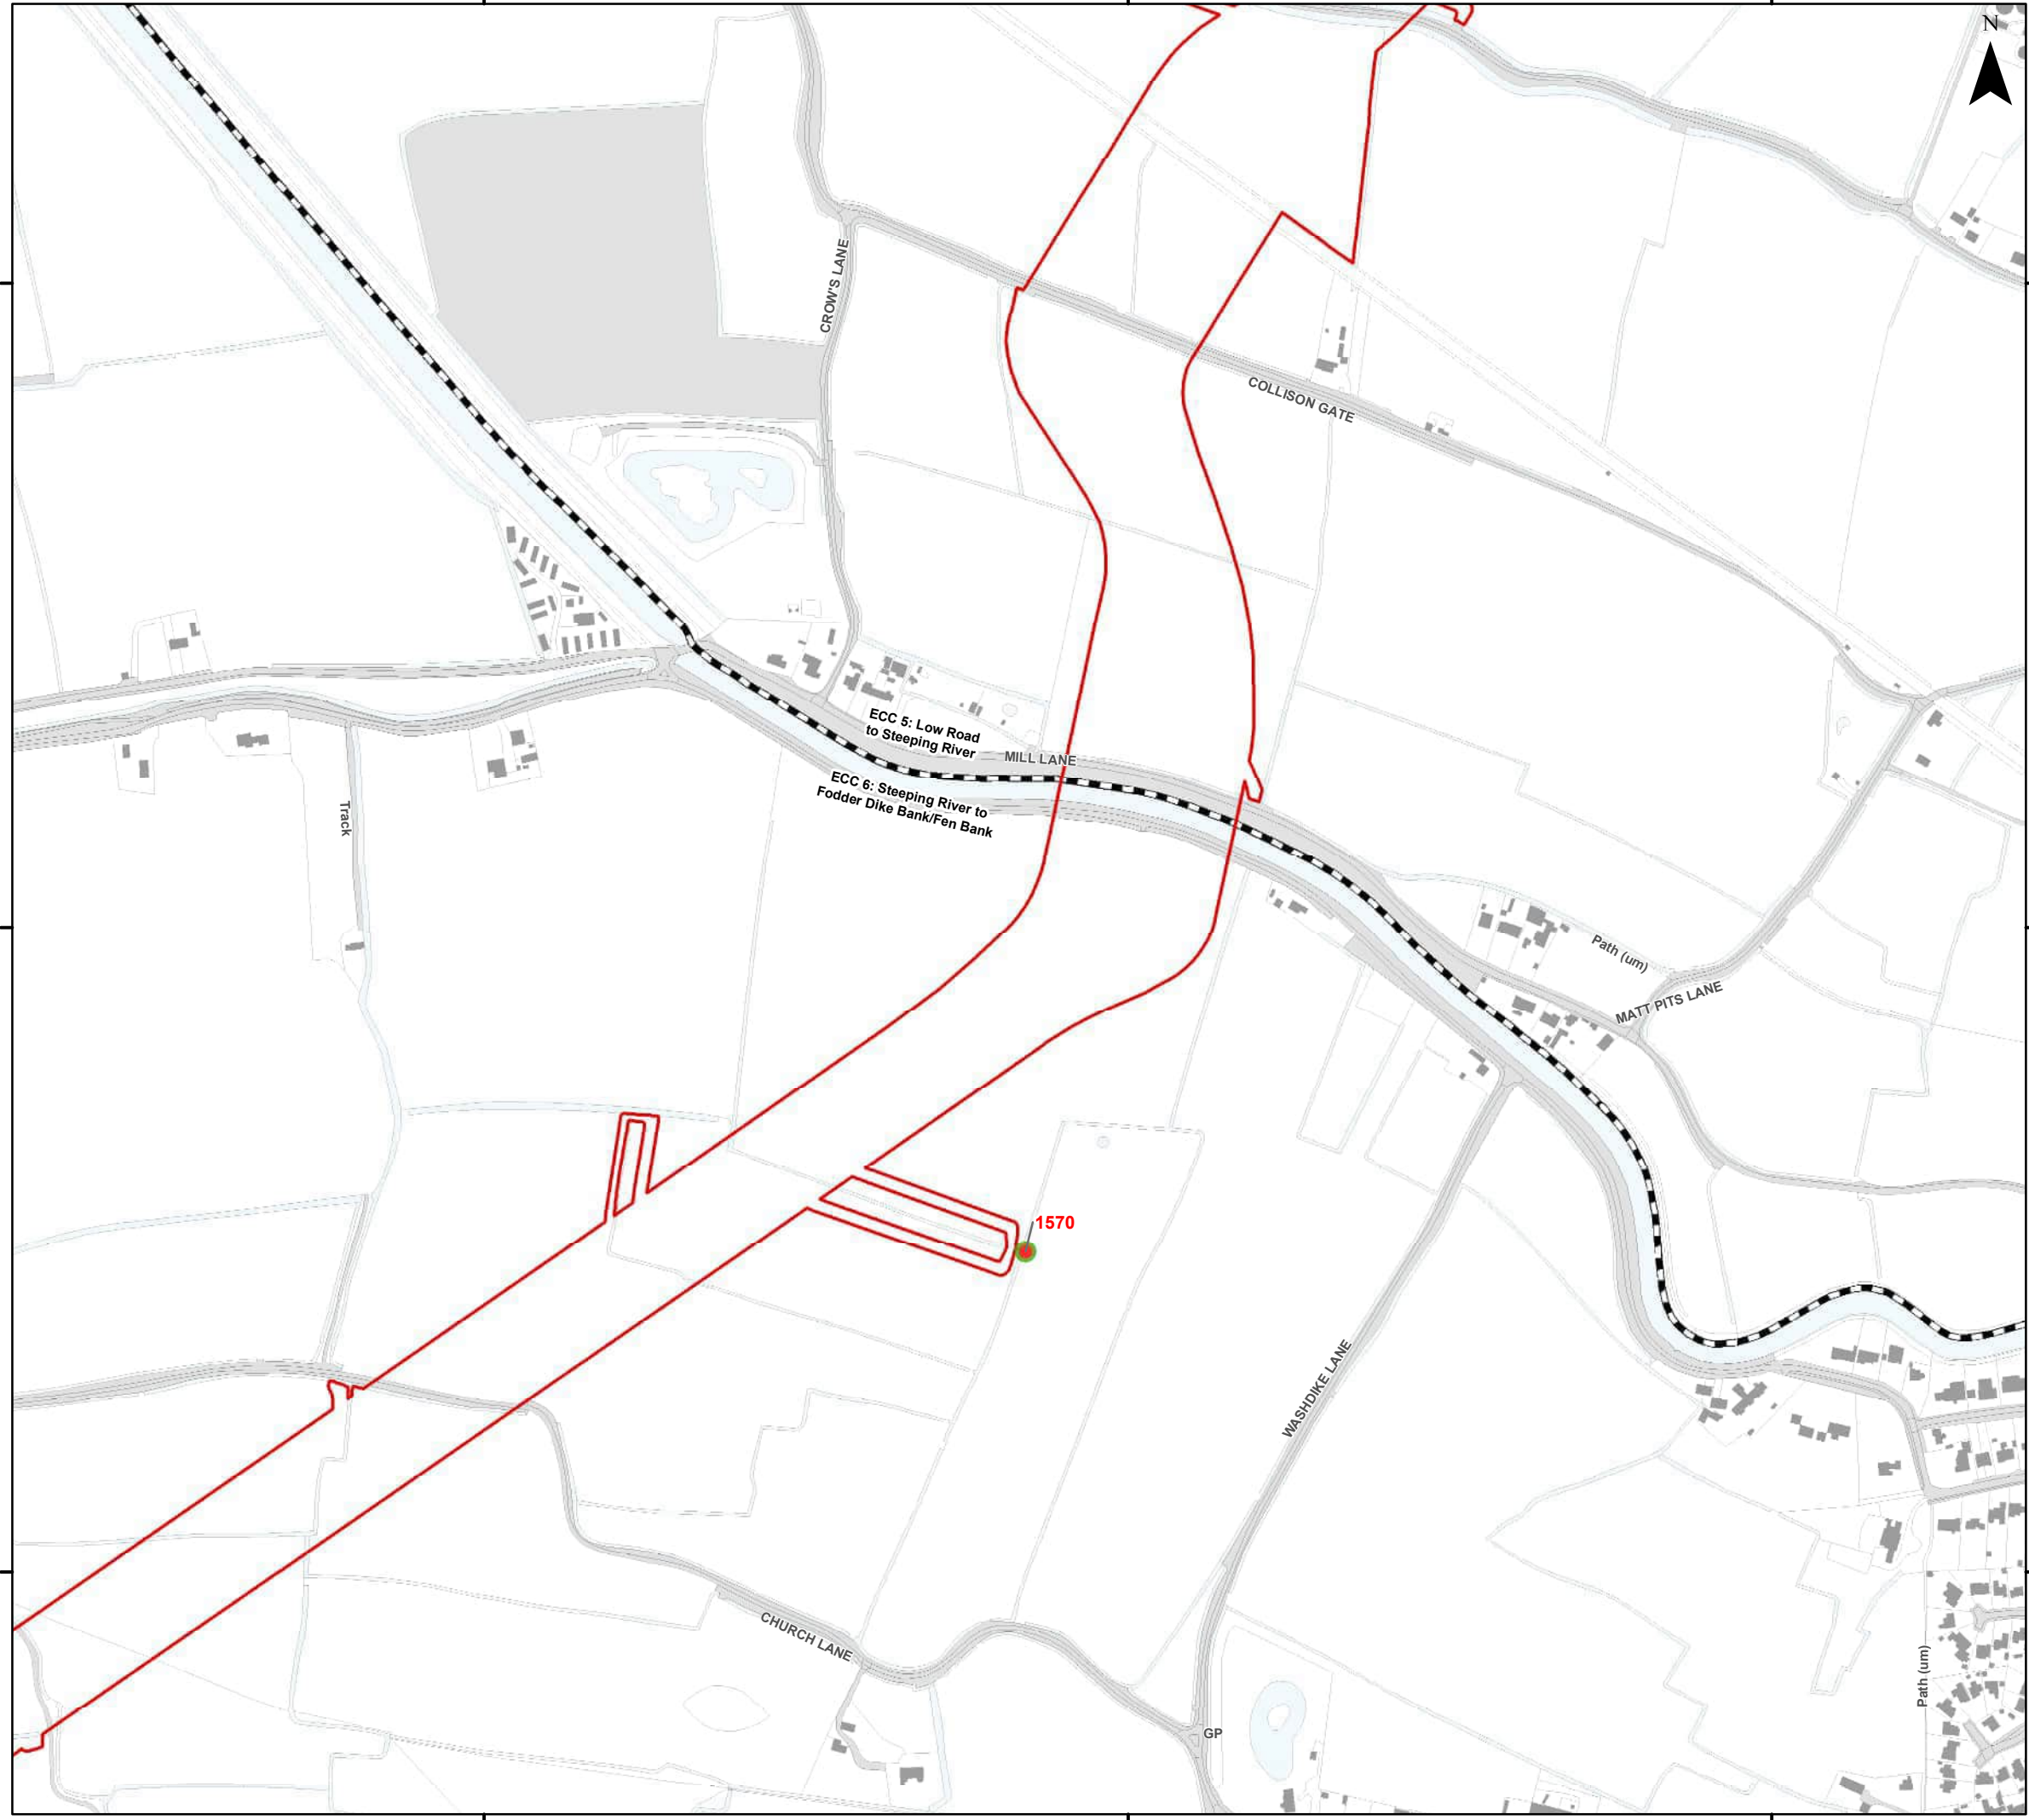 N
CROW'S LANE
COLLISON GATE
ECC 5: Low Road
to Steeping River
MILL LANE
ECC 6: Steeping River to
Fodder Dike Bank/Fen Bank
Track
Path (um)
MATT PITS LANE
1570
WASHDIKE LANE
CHURCH LANE
Path (um)
GP